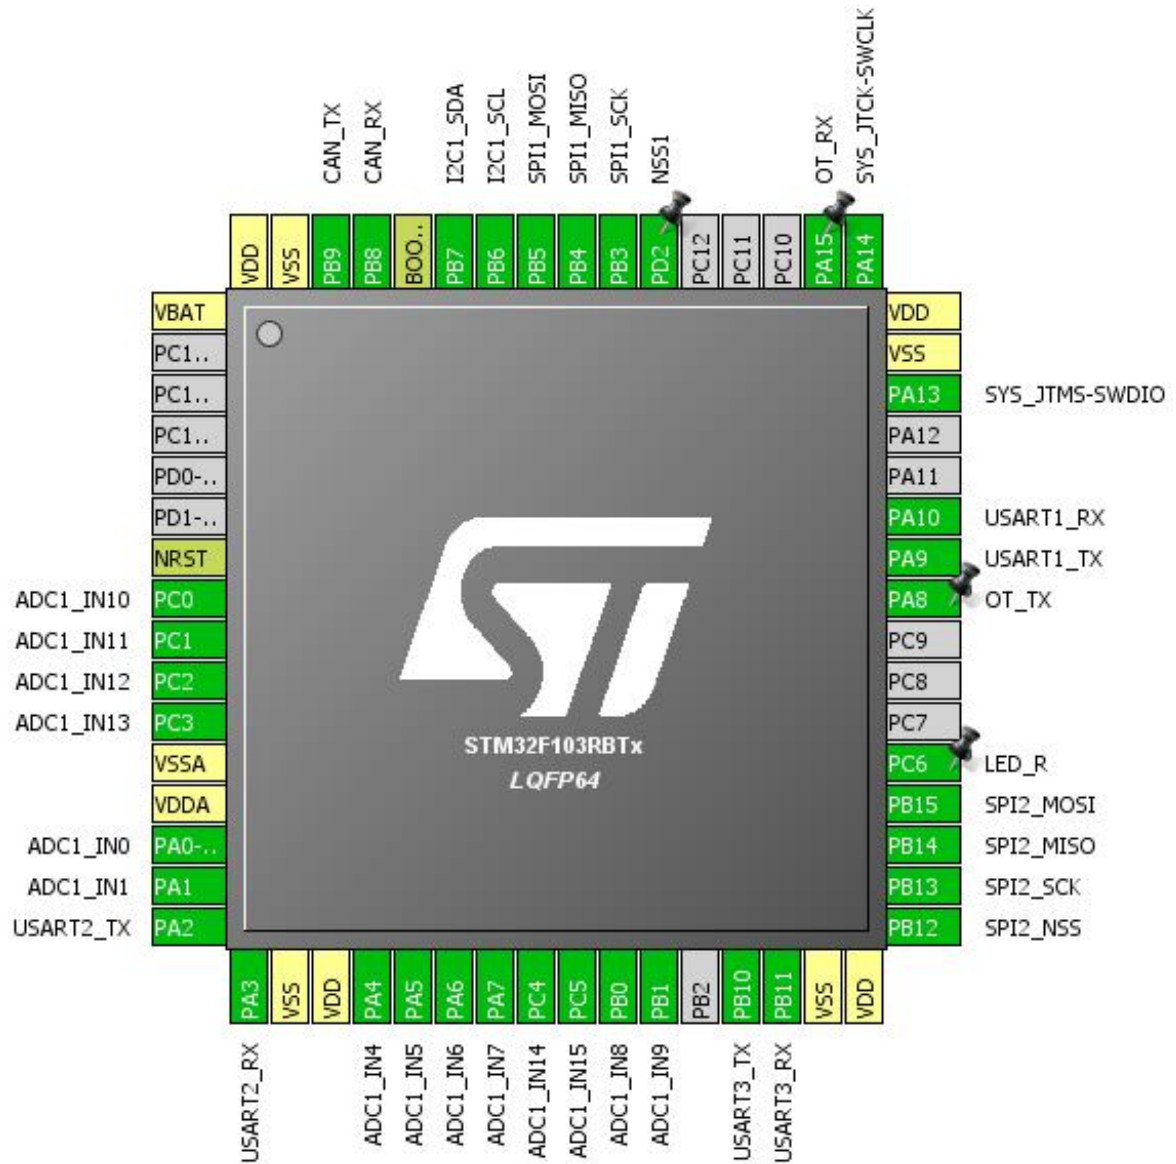 CAN_TX
CAN_RX
I2C1_SDA
I2C1_SCL
SPI1_MOSI
SPI1_MISO
SPI1_SCK
NSS1
OT_RX
SYS_JTCK-SWCLK
VDD
VSS
PB9
PB8
BOO..
PB7
PB6
PB5
PB4
PB3
PD2
PC12
PC11
PC10
PA15
PA14
VBAT
PC1..
PC1..
PC1..
PD0-..
PD1-..
NRST
ADC1_IN10 PC0
ADC1_IN11 PC1
ADC1_IN12 PC2
ADC1_IN13 PC3
VSSA
VDDA
ADC1_IN0 PA0-..
ADC1_IN1 PA1
USART2_TX PA2
ST
STM32F103RBTx
LQFP64
VDD
VSS
PA13 SYS_JTMS-SWDIO
PA12
PA11
PA10 USART1_RX
PA9 USART1_TX
PA8 OT_TX
PC9
PC8
PC7
PC6 LED_R
PB15 SPI2_MOSI
PB14 SPI2_MISO
PB13 SPI2_SCK
PB12 SPI2_NSS
PA3
VSS
VDD
PA4
PA5
PA6
PA7
PC4
PC5
PB0
PB1
PB2
PB10
PB11
VSS
VDD
USART2_RX
ADC1_IN4
ADC1_IN5
ADC1_IN6
ADC1_IN7
ADC1_IN14
ADC1_IN15
ADC1_IN8
ADC1_IN9
USART3_TX
USART3_RX